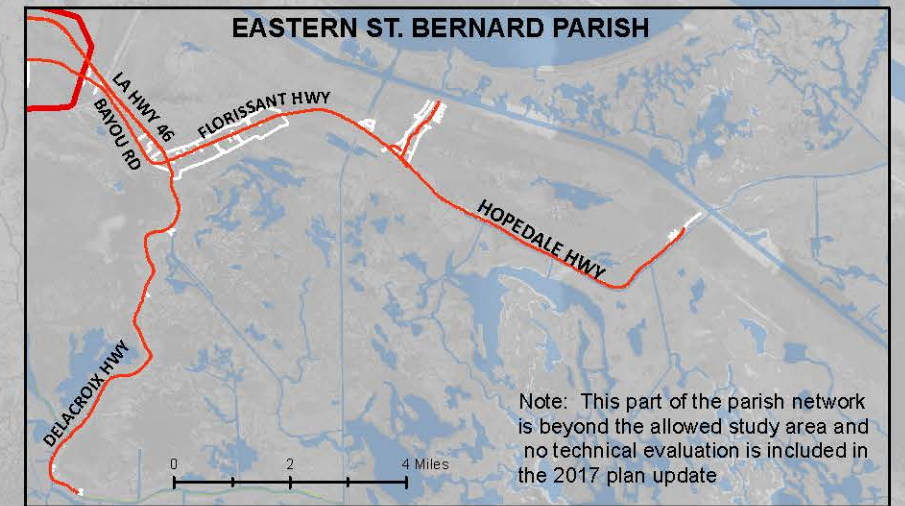 EASTERN ST. BERNARD PARISH
LA HWY 46
BAYOU RD
FLORISSANT HWY
HOPEDALE HWY
DELACROIX HWY
Note: This part of the parish network
is beyond the allowed study area and
no technical evaluation is included in
the 2017 plan update
0 2 4 Miles